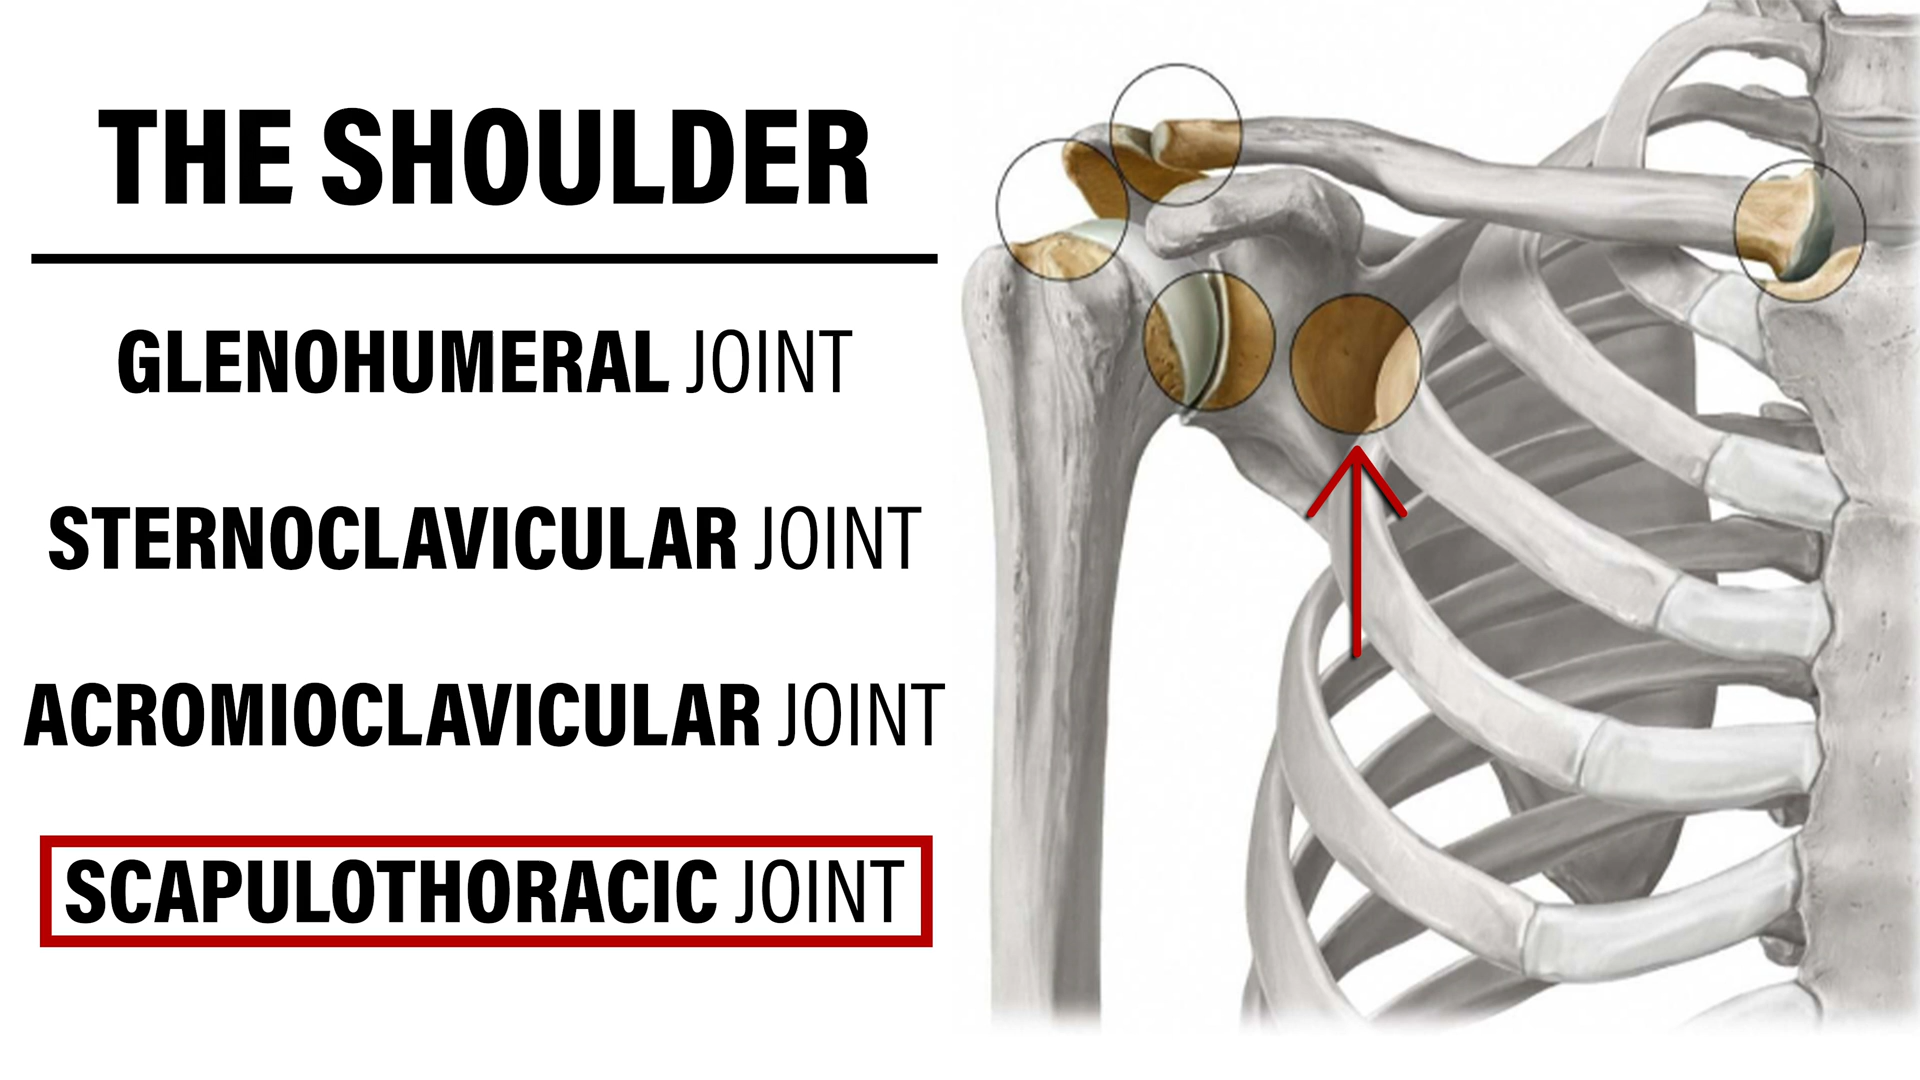 THE SHOULDER
GLENOHUMERAL JOINT
STERNOCLAVICULAR JOINT
ACROMIOCLAVICULAR JOINT
SCAPULOTHORACIC JOINT